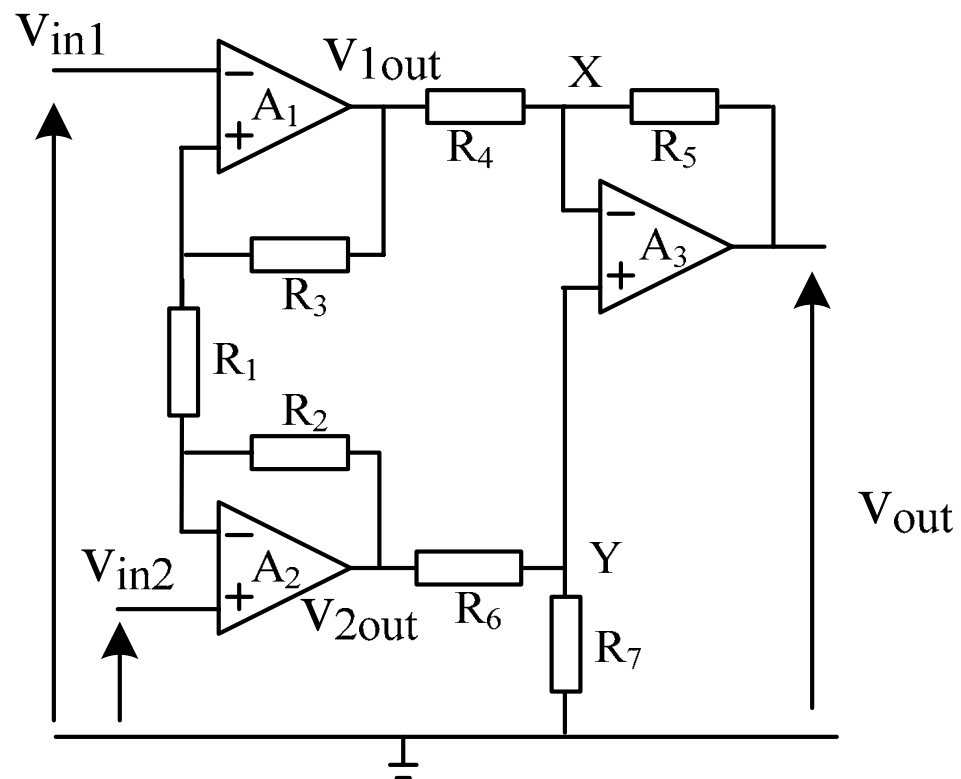 Vin1
V1out
X
−
A1
+
R4
R5
−
A3
+
R3
R1
R2
Vout
−
Vin2
A2
+
V2out
R6
Y
R7